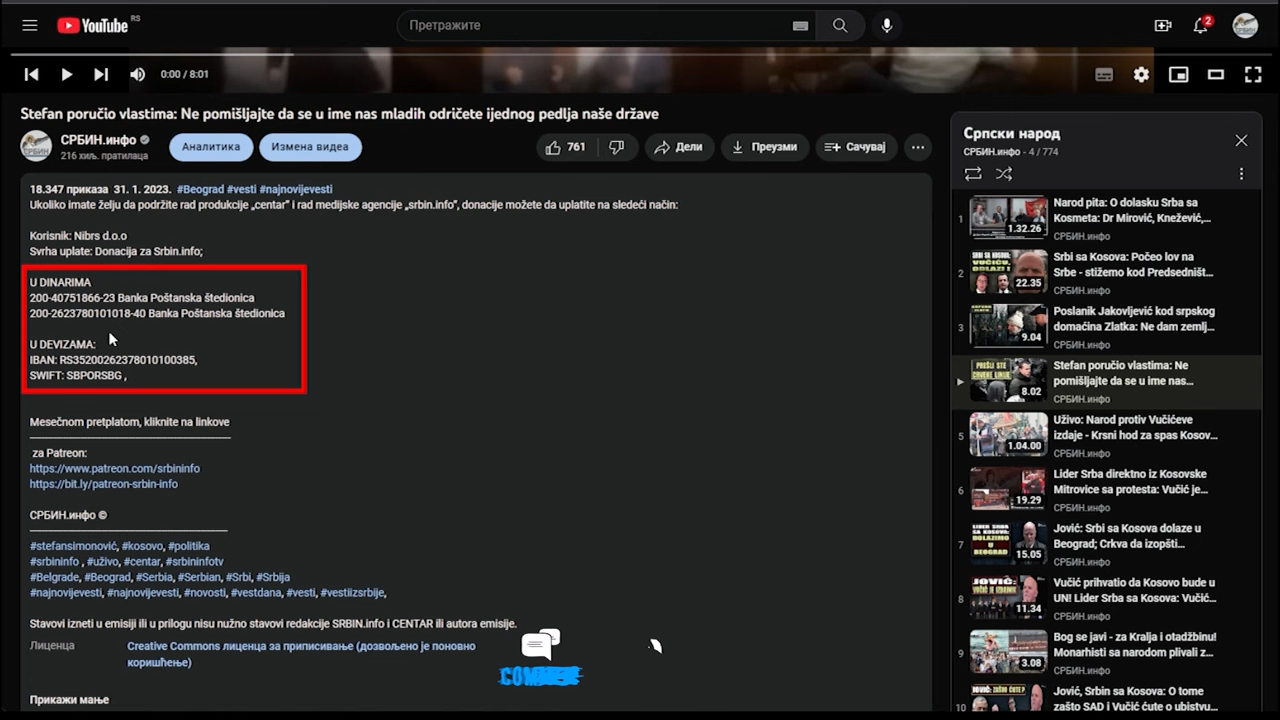 YouTube RS
Претражите
2
0:00 / 8:01
Stefan poručio vlastima: Ne pomišljajte da se u ime nas mladih odričete ijednog pedlja naše države
СРБИН.инфо
216 хиљ. пратилаца
Аналитика
Измена видеа
761
Дели
Преузми
Сачувај
18.347 приказа 31. 1. 2023. #Beograd #vesti #najnovijevesti
Ukoliko imate želju da podržite rad produkcije „centar" i rad medijske agencije „srbin.info", donacije možete da uplatite na sledeći način:
Korisnik: Nibrs d.o.o
Svrha uplate: Donacija za Srbin.info;
U DINARIMA
200-40751866-23 Banka Poštanska štedionica
200-2623780101018-40 Banka Poštanska štedionica
U DEVIZAMA:
IBAN: RS35200262378010100385,
SWIFT: SBPORSBG ,
Mesečnom pretplatom, kliknite na linkove
za Patreon:
https://www.patreon.com/srbininfo
https://bit.ly/patreon-srbin-info
СРБИН.инфо ©
#stefansimonović, #kosovo, #politika
#srbininfo , #uživo, #centar, #srbininfotv
#Belgrade, #Beograd, #Serbia, #Serbian, #Srbi, #Srbija
#najnovijevesti, #najnovijevesti, #novosti, #vestdana, #vesti, #vestiizsrbije,
Stavovi izneti u emisiji ili u prilogu nisu nužno stavovi redakcije SRBIN.info i CENTAR ili autora emisije.
Лиценца
Creative Commons лиценца за приписивање (дозвољено је поновно
коришћење)
Прикажи мање
Српски народ
СРБИН.инфо - 4 / 774
1
1.32.26
Narod pita: O dolasku Srba sa
Kosmeta: Dr Mirović, Knežević,...
СРБИН.инфо
2
22.35
Srbi sa Kosova: Počeo lov na
Srbe - stižemo kod Predsedništ...
СРБИН.инфо
3
9.04
Poslanik Jakovljević kod srpskog
domaćina Zlatka: Ne dam zemlj...
СРБИН.инфо
PREŠLI STE
CRVENE LINIJE
8.02
Stefan poručio vlastima: Ne
pomišljajte da se u ime nas...
СРБИН.инфо
5
1.04.00
Uživo: Narod protiv Vučićeve
izdaje - Krsni hod za spas Kosov...
СРБИН.инфо
6
19.29
Lider Srba direktno iz Kosovske
Mitrovice sa protesta: Vučić je...
СРБИН.инфо
7
15.05
Jović: Srbi sa Kosova dolaze u
Beograd; Crkva da izopšti...
СРБИН.инфо
8
11.34
Vučić prihvatio da Kosovo bude u
UN! Lider Srba sa Kosova: Vučić...
СРБИН.инфо
9
3.08
Bog se javi - za Kralja i otadžbinu!
Monarhisti sa narodom plivali z...
СРБИН.инфо
10
Jović, Srbin sa Kosova: O tome
zašto SAD i Vučić ćute o ubistvu...